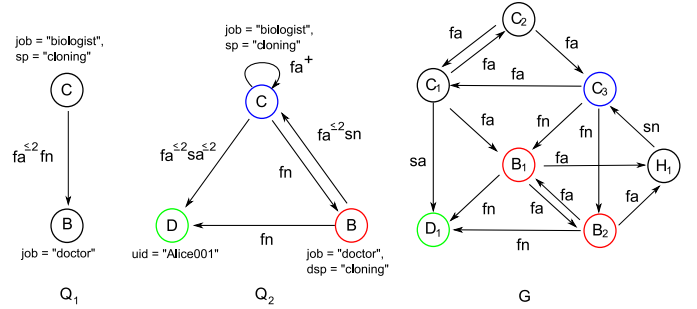 job = "biologist",
sp = "cloning"
C
fa≤2 fn
B
job = "doctor"
Q1
job = "biologist",
sp = "cloning"
fa+
C
fa≤2sa≤2
fn
fa≤2sn
D
fn
B
uid = "Alice001"
job = "doctor",
dsp = "cloning"
Q2
C2
fa
fa
fa
C1
fa
C3
fa
fn
fn
sn
sa
B1
fa
H1
fn
fa
fa
fa
D1
fn
B2
G